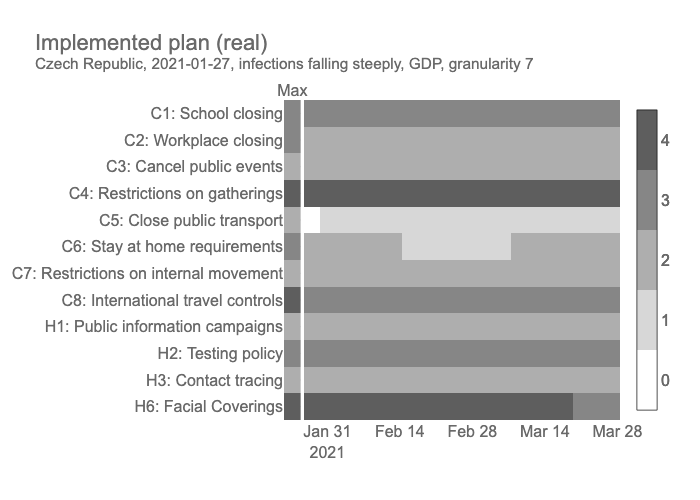 Implemented plan (real)
Czech Republic, 2021-01-27, infections falling steeply, GDP, granularity 7
Max
C1: School closing
C2: Workplace closing
C3: Cancel public events
C4: Restrictions on gatherings
C5: Close public transport
C6: Stay at home requirements
C7: Restrictions on internal movement
C8: International travel controls
H1: Public information campaigns
H2: Testing policy
H3: Contact tracing
H6: Facial Coverings
Jan 31 Feb 14 Feb 28 Mar 14 Mar 28
2021
4
3
2
1
0